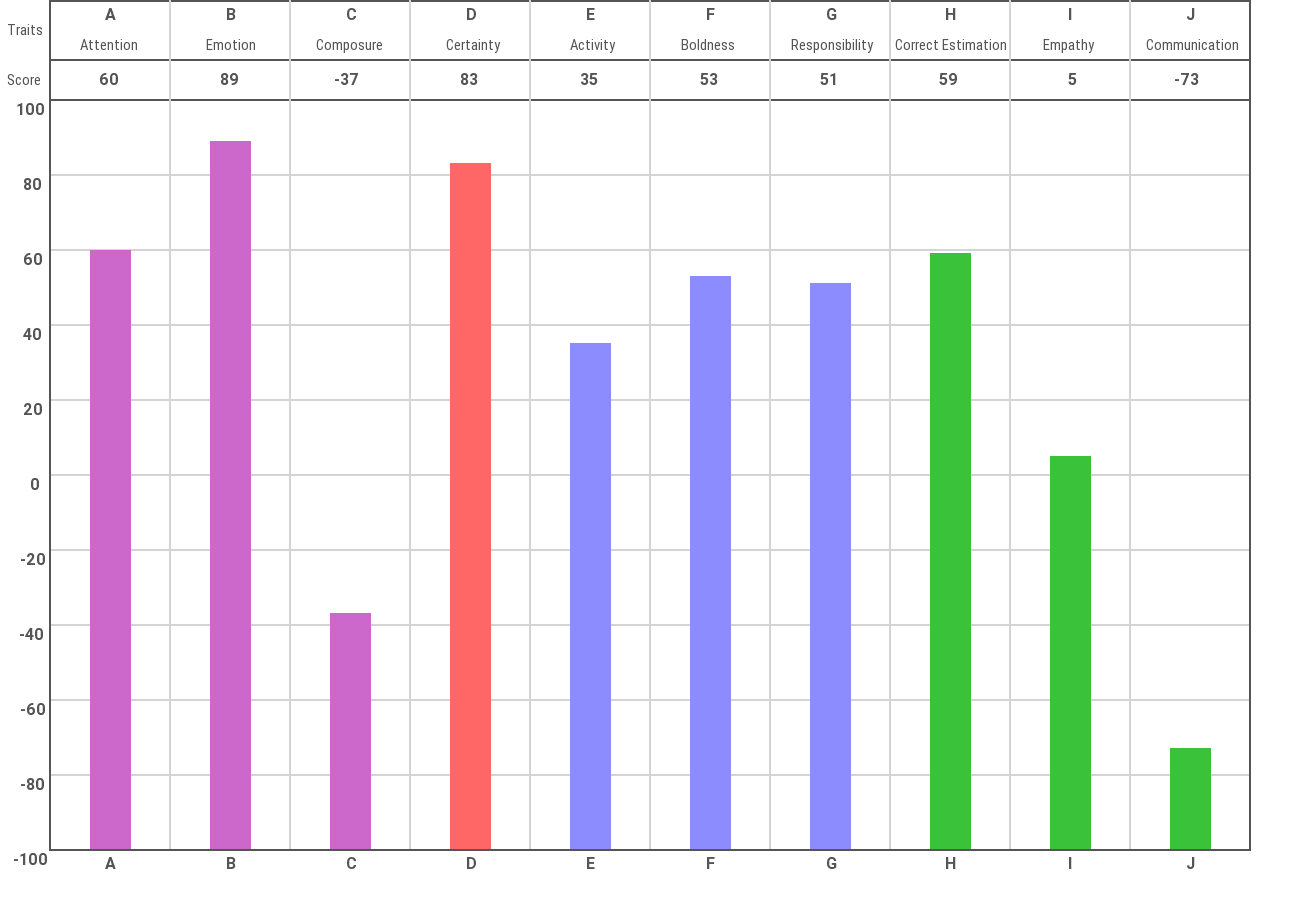 A B C D E F G H I J
Traits
Attention Emotion Composure Certainty Activity Boldness Responsibility Correct Estimation Empathy Communication
Score 60 89 -37 83 35 53 51 59 5 -73
100
80
60
40
20
0
-20
-40
-60
-80
-100
A B C D E F G H I J